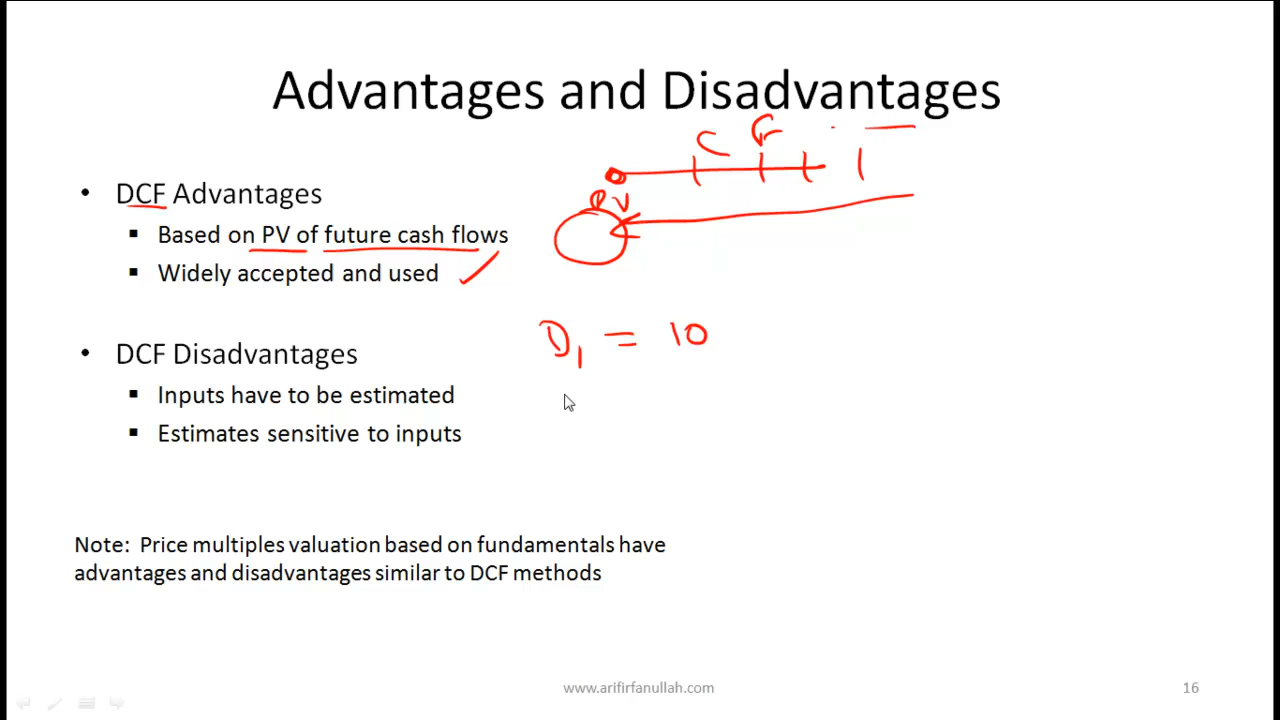 Advantages and Disadvantages
C F
• DCF Advantages
PV
▪ Based on PV of future cash flows
▪ Widely accepted and used
D₁ = 10
• DCF Disadvantages
▪ Inputs have to be estimated
▪ Estimates sensitive to inputs
Note: Price multiples valuation based on fundamentals have
advantages and disadvantages similar to DCF methods
www.arifirfanullah.com
16